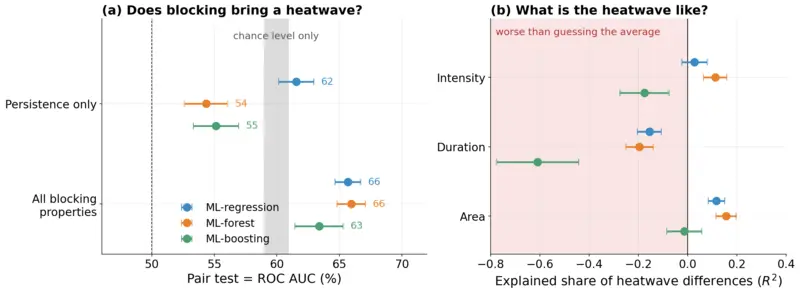 (a) Does blocking bring a heatwave?
chance level only
Persistence only
62
54
55
All blocking
properties
66
66
63
ML-regression
ML-forest
ML-boosting
50
55
60
65
70
Pair test = ROC AUC (%)
(b) What is the heatwave like?
worse than guessing the average
Intensity
Duration
Area
−0.8
−0.6
−0.4
−0.2
0.0
0.2
0.4
Explained share of heatwave differences (R²)